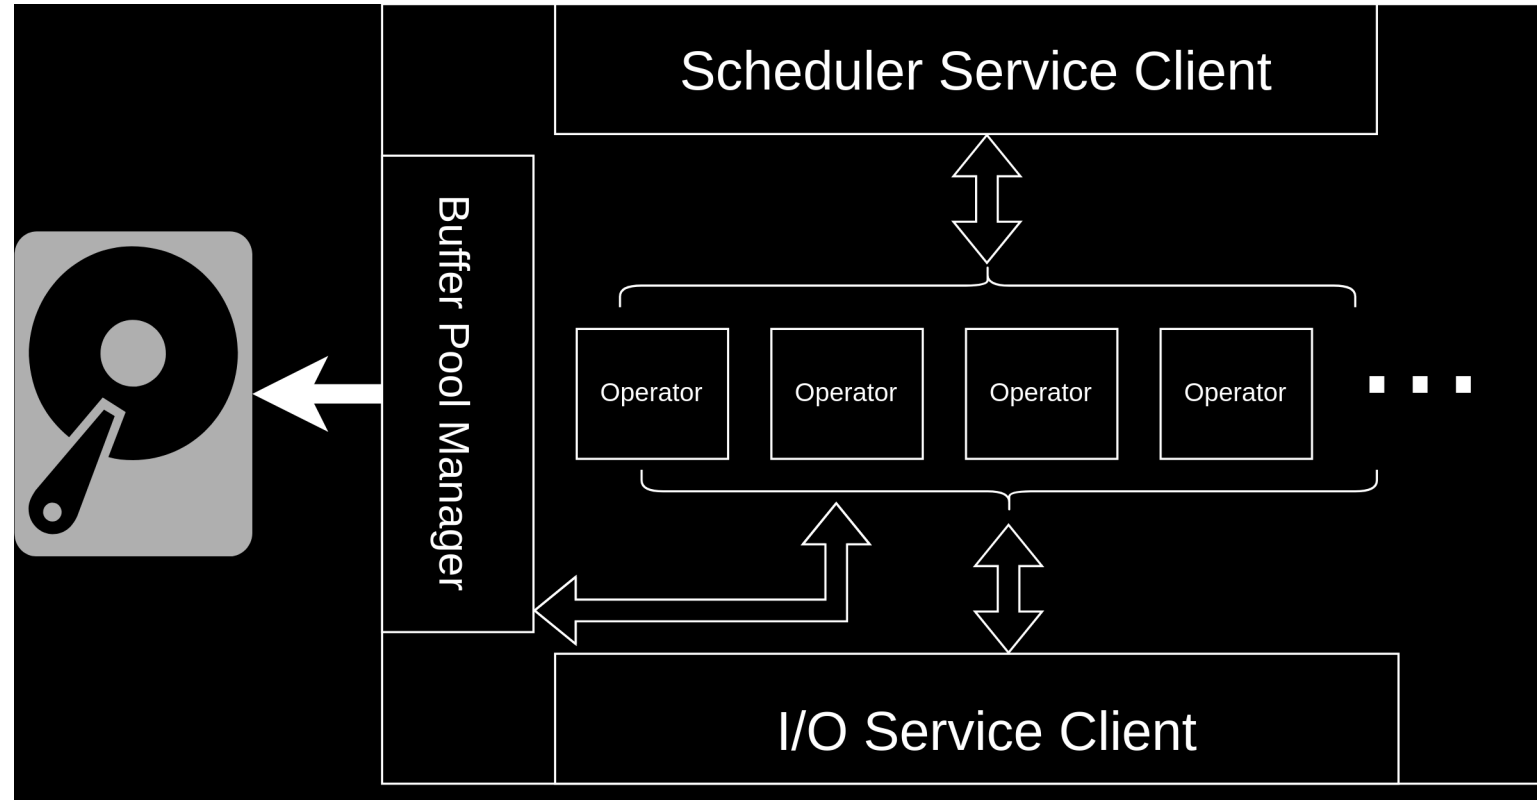 Scheduler Service Client
Buffer Pool Manager
Operator
Operator
Operator
Operator
I/O Service Client